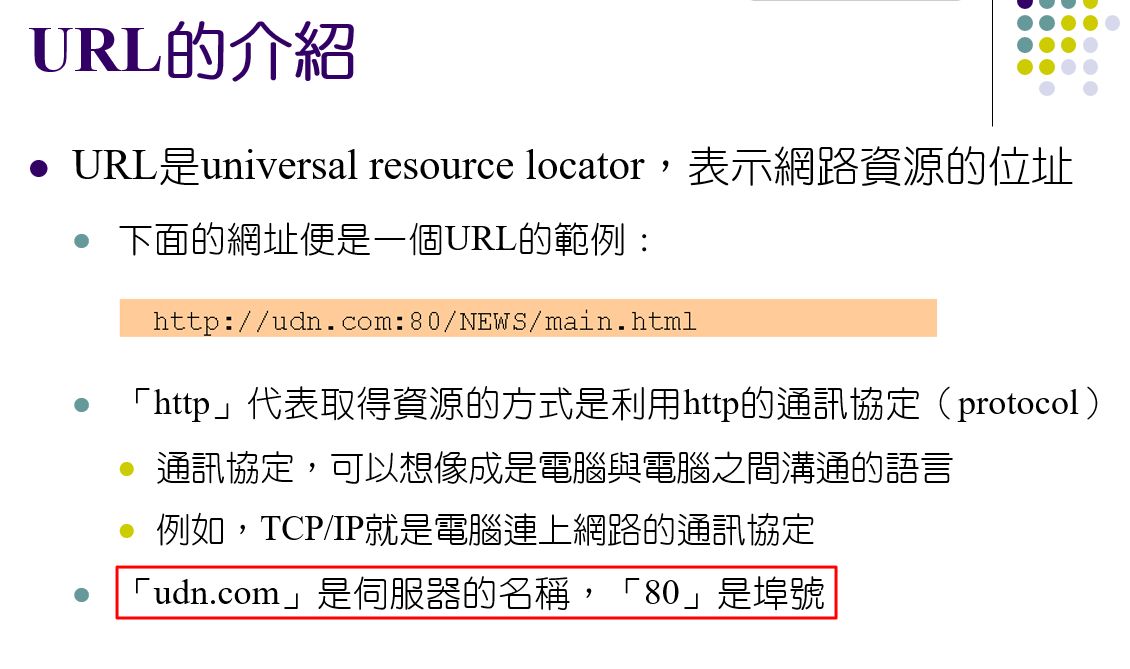 URL的介紹
URL是universal resource locator，表示網路資源的位址
下面的網址便是一個URL的範例：
http://udn.com:80/NEWS/main.html
「http」代表取得資源的方式是利用http的通訊協定（protocol）
通訊協定，可以想像成是電腦與電腦之間溝通的語言
例如，TCP/IP就是電腦連上網路的通訊協定
「udn.com」是伺服器的名稱，「80」是埠號